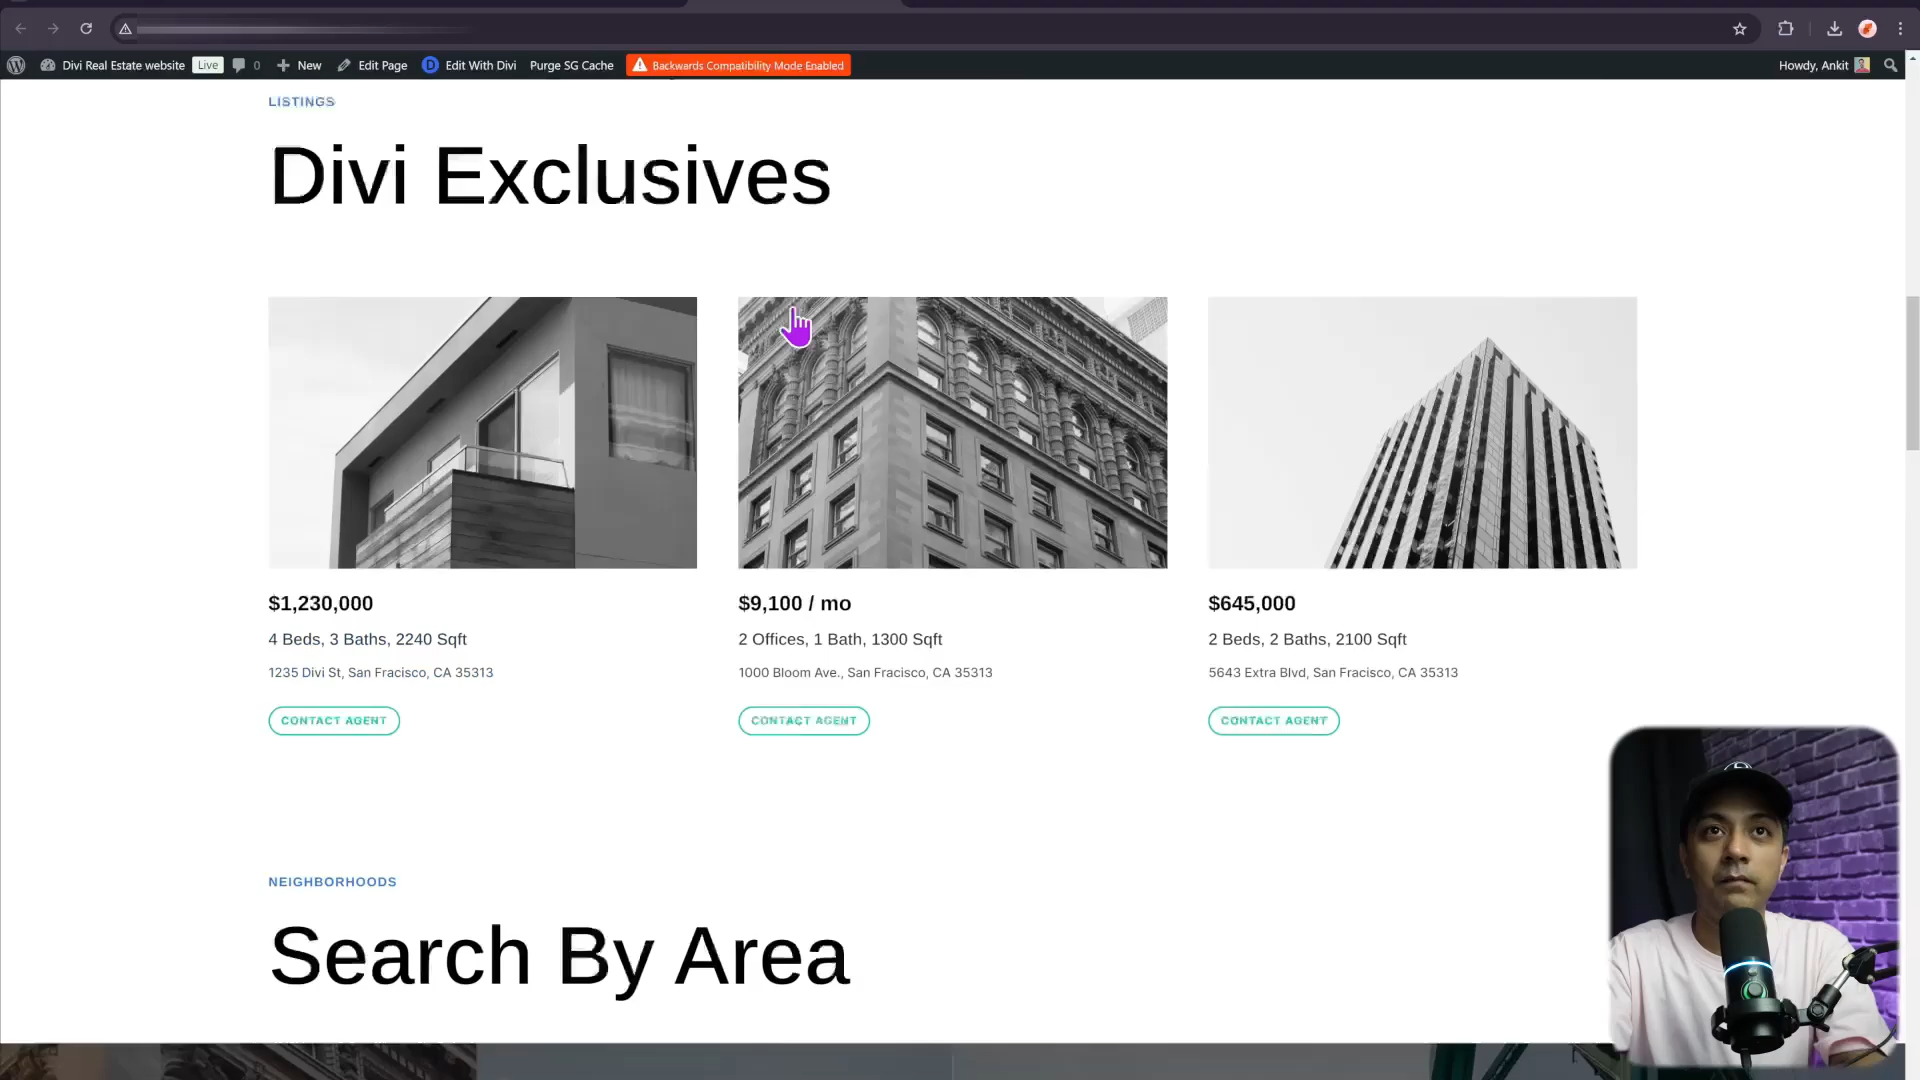 Divi Real Estate website Live 0 New Edit Page Edit With Divi Purge SG Cache Backwards Compatibility Mode Enabled Howdy, Ankit
LISTINGS
Divi Exclusives
$1,230,000
4 Beds, 3 Baths, 2240 Sqft
1235 Divi St, San Fracisco, CA 35313
CONTACT AGENT
$9,100 / mo
2 Offices, 1 Bath, 1300 Sqft
1000 Bloom Ave., San Fracisco, CA 35313
CONTACT AGENT
$645,000
2 Beds, 2 Baths, 2100 Sqft
5643 Extra Blvd, San Fracisco, CA 35313
CONTACT AGENT
NEIGHBORHOODS
Search By Area